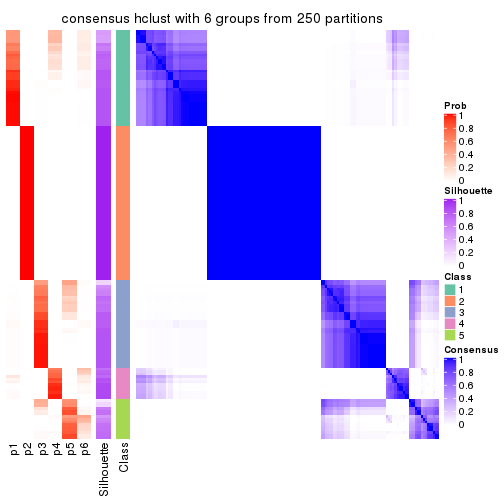 consensus hclust with 6 groups from 250 partitions
Prob
1
0.8
0.6
0.4
0.2
0
Silhouette
1
0.8
0.6
0.4
0.2
0
Class
1
2
3
4
5
Consensus
1
0.8
0.6
0.4
0.2
0
p1
p2
p3
p4
p5
p6
Silhouette
Class